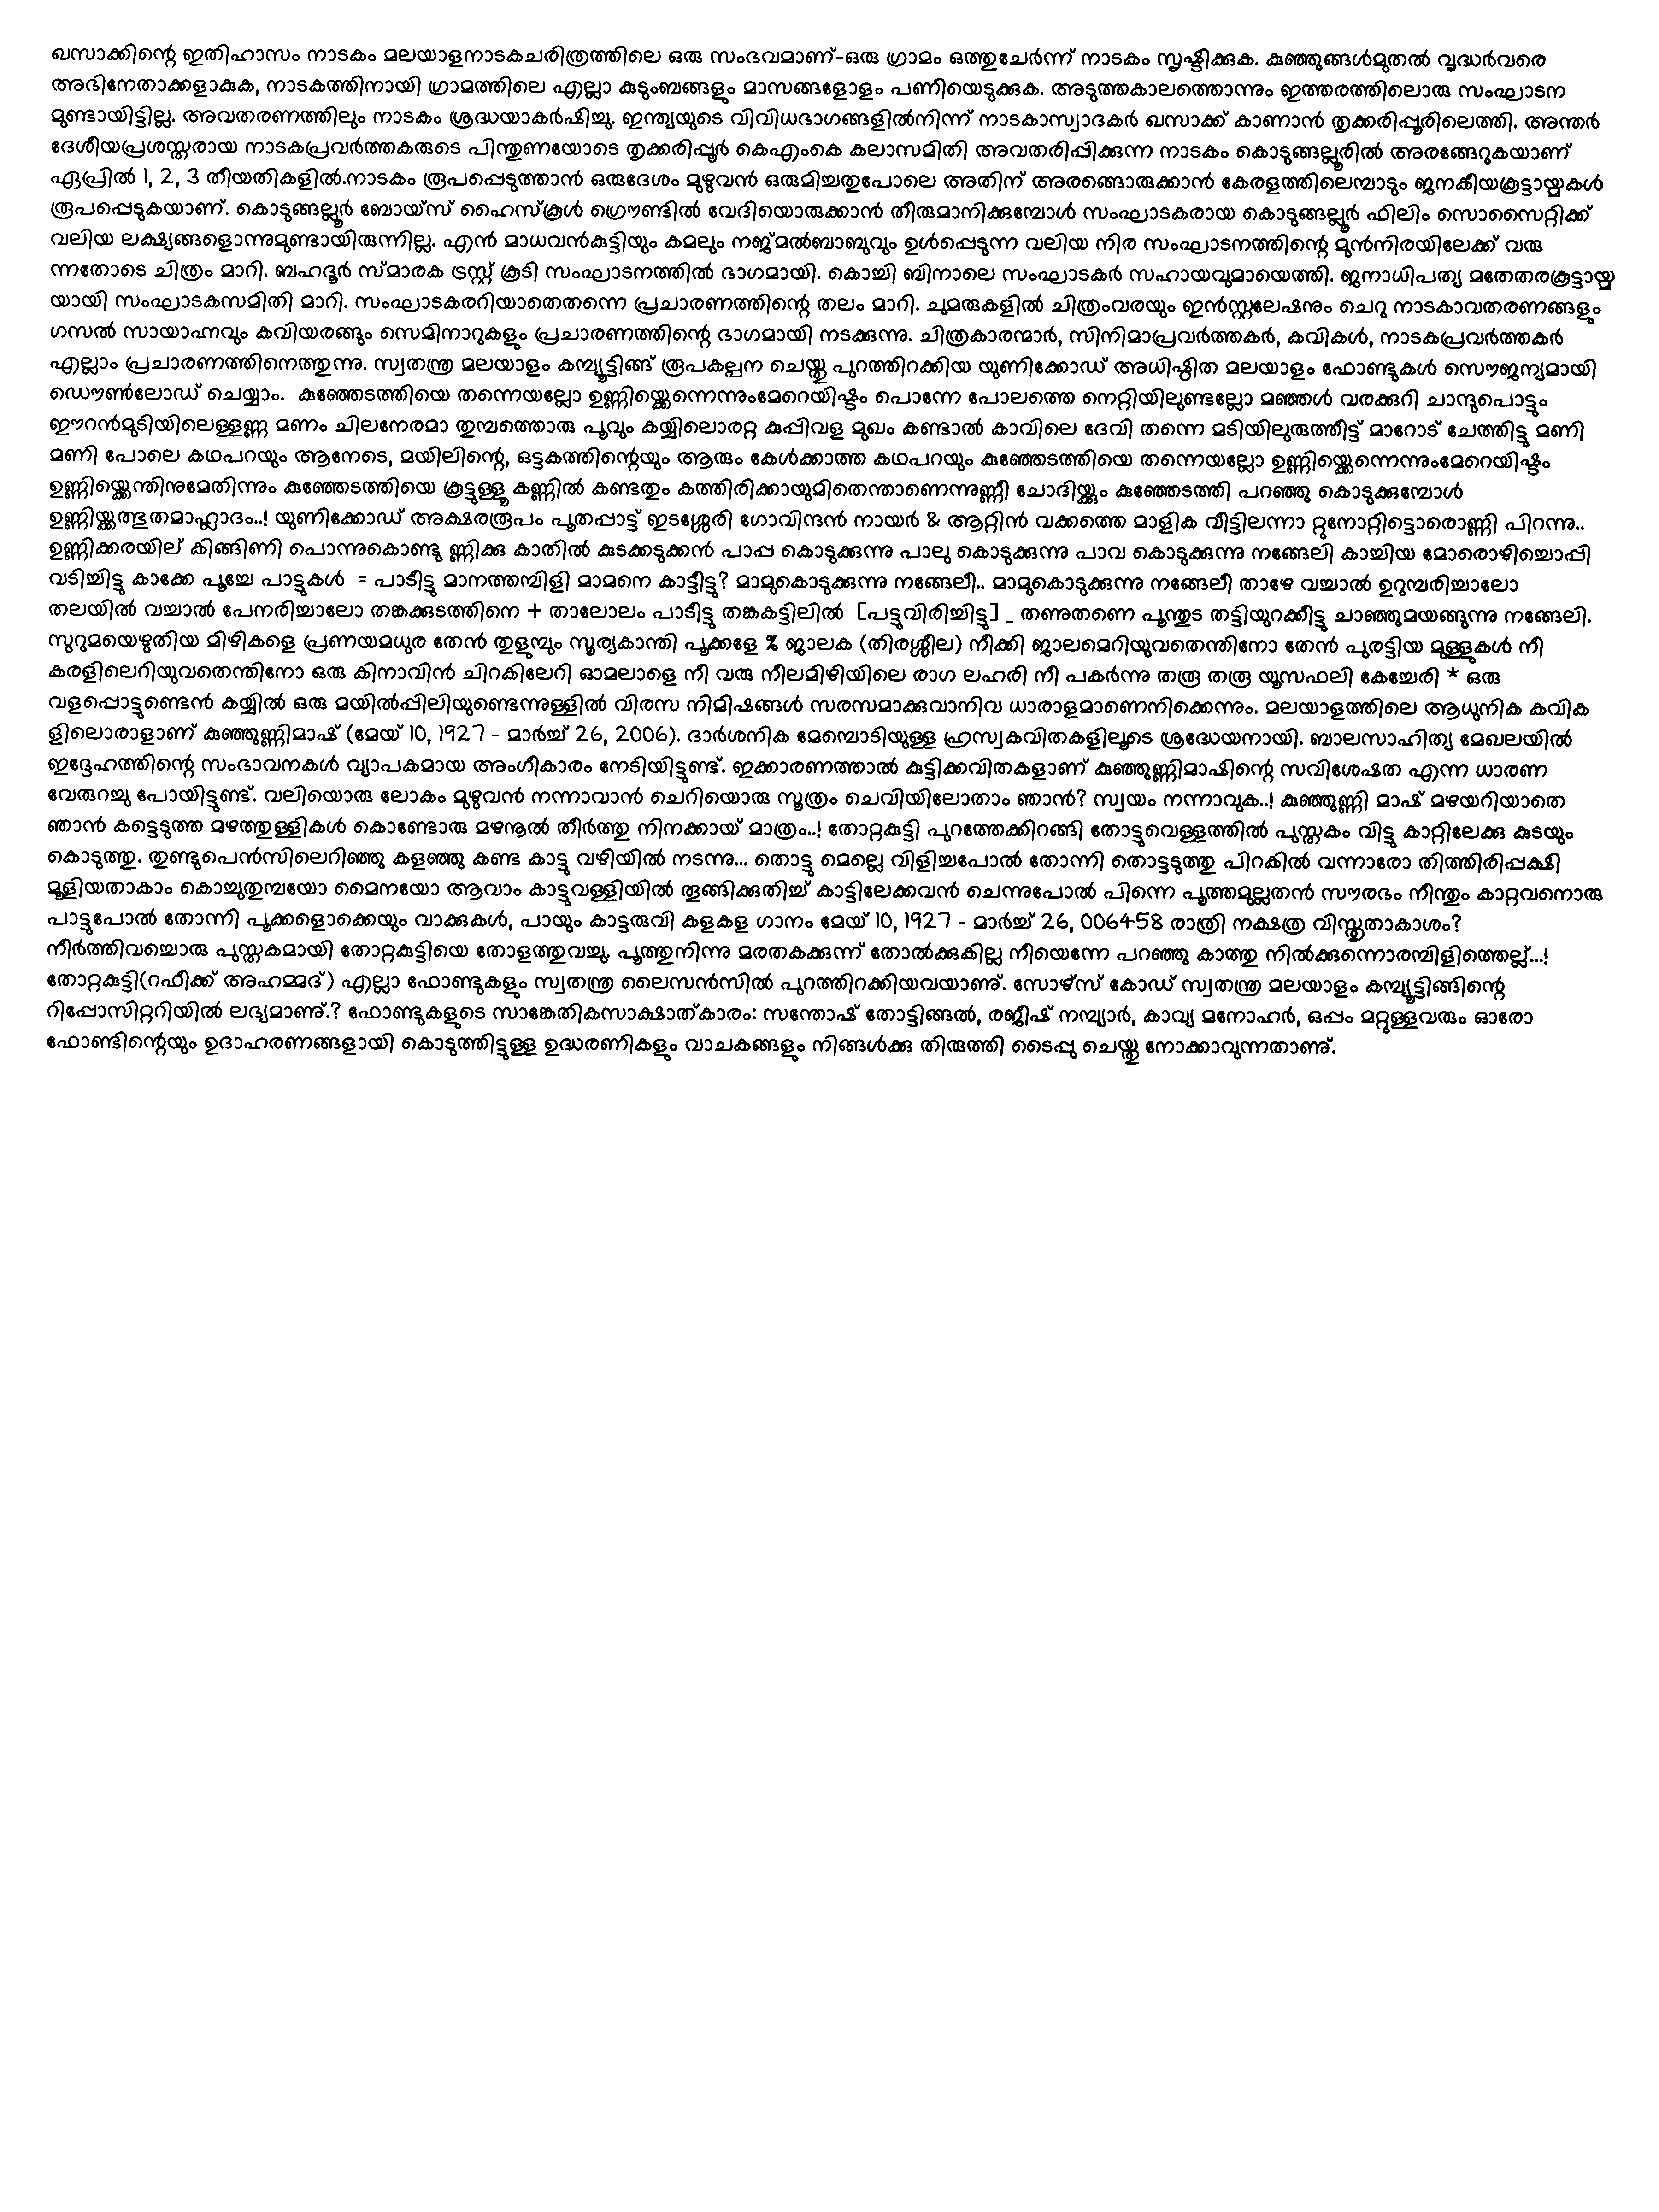 ഖസാക്കിന്റെ ഇതിഹാസം നാടകം മലയാളനാടകചരിത്രത്തിലെ ഒരു സംഭവമാണ്-ഒരു ഗ്രാമം ഒത്തുചേർന്ന് നാടകം സൃഷ്ടിക്കുക. കുഞ്ഞുങ്ങൾമുതൽ വൃദ്ധർവരെ
അഭിനേതാക്കളാകുക, നാടകത്തിനായി ഗ്രാമത്തിലെ എല്ലാ കുടുംബങ്ങളും മാസങ്ങളോളം പണിയെടുക്കുക. അടുത്തകാലത്തൊന്നും ഇത്തരത്തിലൊരു സംഘാടന
മുണ്ടായിട്ടില്ല. അവതരണത്തിലും നാടകം ശ്രദ്ധയാകർഷിച്ചു. ഇന്ത്യയുടെ വിവിധഭാഗങ്ങളിൽനിന്ന് നാടകാസ്വാദകർ ഖസാക്ക് കാണാൻ തൃക്കരിപ്പൂരിലെത്തി. അന്തർ
ദേശീയപ്രശസ്തരായ നാടകപ്രവർത്തകരുടെ പിന്തുണയോടെ തൃക്കരിപ്പൂർ കെഎംകെ കലാസമിതി അവതരിപ്പിക്കുന്ന നാടകം കൊടുങ്ങല്ലൂരിൽ അരങ്ങേറുകയാണ്
ഏപ്രിൽ 1, 2, 3 തീയതികളിൽ.നാടകം രൂപപ്പെടുത്താൻ ഒരുദേശം മുഴുവൻ ഒരുമിച്ചതുപോലെ അതിന് അരങ്ങൊരുക്കാൻ കേരളത്തിലെമ്പാടും ജനകീയകൂട്ടായ്മകൾ
രൂപപ്പെടുകയാണ്. കൊടുങ്ങല്ലൂർ ബോയ്സ് ഹൈസ്കൂൾ ഗ്രൌണ്ടിൽ വേദിയൊരുക്കാൻ തീരുമാനിക്കുമ്പോൾ സംഘാടകരായ കൊടുങ്ങല്ലൂർ ഫിലിം സൊസൈറ്റിക്ക്
വലിയ ലക്ഷ്യങ്ങളൊന്നുമുണ്ടായിരുന്നില്ല. എൻ മാധവൻകുട്ടിയും കമലും നജ്മൽബാബുവും ഉൾപ്പെടുന്ന വലിയ നിര സംഘാടനത്തിന്റെ മുൻനിരയിലേക്ക് വരു
ന്നതോടെ ചിത്രം മാറി. ബഹദൂർ സ്മാരക ട്രസ്റ്റ് കൂടി സംഘാടനത്തിൽ ഭാഗമായി. കൊച്ചി ബിനാലെ സംഘാടകർ സഹായവുമായെത്തി. ജനാധിപത്യ മതേതരകൂട്ടായ്മ
യായി സംഘാടകസമിതി മാറി. സംഘാടകരറിയാതെതന്നെ പ്രചാരണത്തിന്റെ തലം മാറി. ചുമരുകളിൽ ചിത്രംവരയും ഇൻസ്റ്റലേഷനും ചെറു നാടകാവതരണങ്ങളും
ഗസൽ സായാഹ്നവും കവിയരങ്ങും സെമിനാറുകളും പ്രചാരണത്തിന്റെ ഭാഗമായി നടക്കുന്നു. ചിത്രകാരന്മാർ, സിനിമാപ്രവർത്തകർ, കവികൾ, നാടകപ്രവർത്തകർ
എല്ലാം പ്രചാരണത്തിനെത്തുന്നു. സ്വതന്ത്ര മലയാളം കമ്പ്യൂട്ടിങ്ങ് രൂപകല്പന ചെയ്തു പുറത്തിറക്കിയ യുണിക്കോഡ് അധിഷ്ഠിത മലയാളം ഫോണ്ടുകൾ സൌജന്യമായി
ഡൌൺലോഡ് ചെയ്യാം.  കുഞ്ഞേടത്തിയെ തന്നെയല്ലോ ഉണ്ണിയ്ക്കെന്നെന്നുംമേറെയിഷ്ടം പൊന്നേ പോലത്തെ നെറ്റിയിലുണ്ടല്ലോ മഞ്ഞൾ വരക്കുറി ചാന്ദുപൊട്ടും
ഈറൻമുടിയിലെള്ളണ്ണ മണം ചിലനേരമാ തുമ്പത്തൊരു പൂവും കയ്യിലൊരറ്റ കുപ്പിവള മുഖം കണ്ടാൽ കാവിലെ ദേവി തന്നെ മടിയിലുരുത്തീട്ട് മാറോട് ചേത്തിട്ടു മണി
മണി പോലെ കഥപറയും ആനേടെ, മയിലിന്റെ, ഒട്ടകത്തിന്റെയും ആരും കേൾക്കാത്ത കഥപറയും കുഞ്ഞേടത്തിയെ തന്നെയല്ലോ ഉണ്ണിയ്ക്കെന്നെന്നുംമേറെയിഷ്ടം
ഉണ്ണിയ്ക്കെന്തിനുമേതിന്നും കുഞ്ഞേടത്തിയെ കൂട്ടുള്ളൂ കണ്ണിൽ കണ്ടതും കത്തിരിക്കായുമിതെന്താണെന്നുണ്ണീ ചോദിയ്ക്കും കുഞ്ഞേടത്തി പറഞ്ഞു കൊടുക്കുമ്പോൾ
ഉണ്ണിയ്ക്കത്ഭുതമാഹ്ലാദം..! യുണിക്കോഡ് അക്ഷരരൂപം പൂതപ്പാട്ട് ഇടശ്ശേരി ഗോവിന്ദൻ നായർ & ആറ്റിൻ വക്കത്തെ മാളിക വീട്ടിലന്നാ റ്റുനോറ്റിട്ടൊരൊണ്ണി പിറന്നു..
ഉണ്ണിക്കരയില് കിങ്ങിണി പൊന്നുകൊണ്ടു ണ്ണിക്കു കാതിൽ കുടക്കടുക്കൻ പാപ്പ കൊടുക്കുന്നു പാലു കൊടുക്കുന്നു പാവ കൊടുക്കുന്നു നങ്ങേലി കാച്ചിയ മോരൊഴിച്ചൊപ്പി
വടിച്ചിട്ടു കാക്കേ പൂച്ചേ പാട്ടുകൾ  = പാടീട്ടു മാനത്തമ്പിളി മാമനെ കാട്ടീട്ടു? മാമുകൊടുക്കുന്നു നങ്ങേലീ.. മാമുകൊടുക്കുന്നു നങ്ങേലീ താഴേ വച്ചാൽ ഉറുമ്പരിച്ചാലോ
തലയിൽ വച്ചാൽ പേനരിച്ചാലോ തങ്കക്കുടത്തിനെ + താലോലം പാടീട്ടു തങ്കകട്ടിലിൽ  [പട്ടുവിരിച്ചിട്ടു] _ തണുതണെ പൂന്തുട തട്ടിയുറക്കീട്ടു ചാഞ്ഞുമയങ്ങുന്നു നങ്ങേലി.
സുറുമയെഴുതിയ മിഴികളെ പ്രണയമധുര തേൻ തുളുമ്പും സൂര്യകാന്തി പൂക്കളേ % ജാലക (തിരശ്ശീല) നീക്കി ജാലമെറിയുവതെന്തിനോ തേൻ പുരട്ടിയ മുള്ളുകൾ നീ
കരളിലെറിയുവതെന്തിനോ ഒരു കിനാവിൻ ചിറകിലേറി ഓമലാളെ നീ വരു നീലമിഴിയിലെ രാഗ ലഹരി നീ പകർന്നു തരൂ തരൂ യൂസഫലി കേച്ചേരി * ഒരു
വളപ്പൊട്ടുണ്ടെൻ കയ്യിൽ ഒരു മയിൽപ്പിലിയുണ്ടെന്നുള്ളിൽ വിരസ നിമിഷങ്ങൾ സരസമാക്കുവാനിവ ധാരാളമാണെനിക്കെന്നും. മലയാളത്തിലെ ആധുനിക കവിക
ളിലൊരാളാണ് കുഞ്ഞുണ്ണിമാഷ് (മേയ് 10, 1927 - മാർച്ച് 26, 2006). ദാർശനിക മേമ്പൊടിയുള്ള ഹ്രസ്വകവിതകളിലൂടെ ശ്രദ്ധേയനായി. ബാലസാഹിത്യ മേഖലയിൽ
ഇദ്ദേഹത്തിന്റെ സംഭാവനകൾ വ്യാപകമായ അംഗീകാരം നേടിയിട്ടുണ്ട്. ഇക്കാരണത്താൽ കുട്ടിക്കവിതകളാണ് കുഞ്ഞുണ്ണിമാഷിന്റെ സവിശേഷത എന്ന ധാരണ
വേരുറച്ചു പോയിട്ടുണ്ട്. വലിയൊരു ലോകം മുഴുവൻ നന്നാവാൻ ചെറിയൊരു സൂത്രം ചെവിയിലോതാം ഞാൻ? സ്വയം നന്നാവുക..! കുഞ്ഞുണ്ണി മാഷ് മഴയറിയാതെ
ഞാൻ കട്ടെടുത്ത മഴത്തുള്ളികൾ കൊണ്ടോരു മഴനൂൽ തീർത്തു നിനക്കായ് മാത്രം..! തോറ്റകുട്ടി പുറത്തേക്കിറങ്ങി തോട്ടുവെള്ളത്തിൽ പുസ്തകം വിട്ടു കാറ്റിലേക്കു കുടയും
കൊടുത്തു. തുണ്ടുപെൻസിലെറിഞ്ഞു കളഞ്ഞു കണ്ട കാട്ടു വഴിയിൽ നടന്നു... തൊട്ടു മെല്ലെ വിളിച്ചപോൽ തോന്നി തൊട്ടടുത്തു പിറകിൽ വന്നാരോ തിത്തിരിപ്പക്ഷി
മൂളിയതാകാം കൊച്ചുതുമ്പയോ മൈനയോ ആവാം കാട്ടുവള്ളിയിൽ തൂങ്ങിക്കുതിച്ച് കാട്ടിലേക്കവൻ ചെന്നുപോൽ പിന്നെ പൂത്തമുല്ലതൻ സൗരഭം നീന്തും കാറ്റവനൊരു
പാട്ടുപോൽ തോന്നി പൂക്കളൊക്കെയും വാക്കുകൾ, പായും കാട്ടരുവി കളകള ഗാനം മേയ് 10, 1927 - മാർച്ച് 26, 006458 രാത്രി നക്ഷത്ര വിസ്തൃതാകാശം?
നീർത്തിവച്ചൊരു പുസ്തകമായി തോറ്റകുട്ടിയെ തോളത്തുവച്ചു. പൂത്തുനിന്നു മരതകക്കുന്ന് തോൽക്കുകില്ല നീയെന്നേ പറഞ്ഞു കാത്തു നിൽക്കുന്നൊരമ്പിളിത്തെല്ല്...!
തോറ്റകുട്ടി(റഫീക്ക് അഹമ്മദ്) എല്ലാ ഫോണ്ടുകളും സ്വതന്ത്ര ലൈസൻസിൽ പുറത്തിറക്കിയവയാണു്. സോഴ്സ് കോഡ് സ്വതന്ത്ര മലയാളം കമ്പ്യൂട്ടിങ്ങിന്റെ
റിപ്പോസിറ്ററിയിൽ ലഭ്യമാണു്.? ഫോണ്ടുകളുടെ സാങ്കേതികസാക്ഷാത്കാരം: സന്തോഷ് തോട്ടിങ്ങൽ, രജീഷ് നമ്പ്യാർ, കാവ്യ മനോഹർ, ഒപ്പം മറ്റുള്ളവരും ഓരോ
ഫോണ്ടിന്റെയും ഉദാഹരണങ്ങളായി കൊടുത്തിട്ടുള്ള ഉദ്ധരണികളും വാചകങ്ങളും നിങ്ങൾക്കു തിരുത്തി ടൈപ്പു ചെയ്തു നോക്കാവുന്നതാണു്.